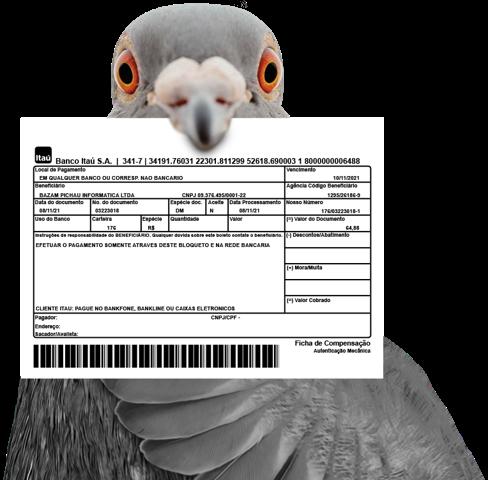 Itaú Banco Itaú S.A. | 341-7 | 34191.76031 22301.811299 52618.690003 1 8000000006488
Local de Pagamento Vencimento
EM QUALQUER BANCO OU CORRESP. NAO BANCARIO 10/11/2021
Beneficiário Agência Código Beneficiário
BAZAM PICHAU INFORMATICA LTDA CNPJ 09.376.495/0001-22 1295/26186-9
Data do documento No. do documento Espécie doc. Aceite Data Processamento Nosso Número
08/11/21 03223018 DM N 08/11/21 176/03223018-1
Uso do Banco Carteira Espécie Quantidade Valor (=) Valor do Documento
176 R$ 64,88
Instruções de responsabilidade do BENEFICIÁRIO. Qualquer dúvida sobre este boleto contate o beneficiário. (-) Descontos/Abatimento
EFETUAR O PAGAMENTO SOMENTE ATRAVES DESTE BLOQUETO E NA REDE BANCARIA
(+) Mora/Multa
(=) Valor Cobrado
CLIENTE ITAU: PAGUE NO BANKFONE, BANKLINE OU CAIXAS ELETRONICOS
Pagador: CNPJ/CPF -
Endereço:
Sacador/Avalista:
Ficha de Compensação
Autenticação Mecânica